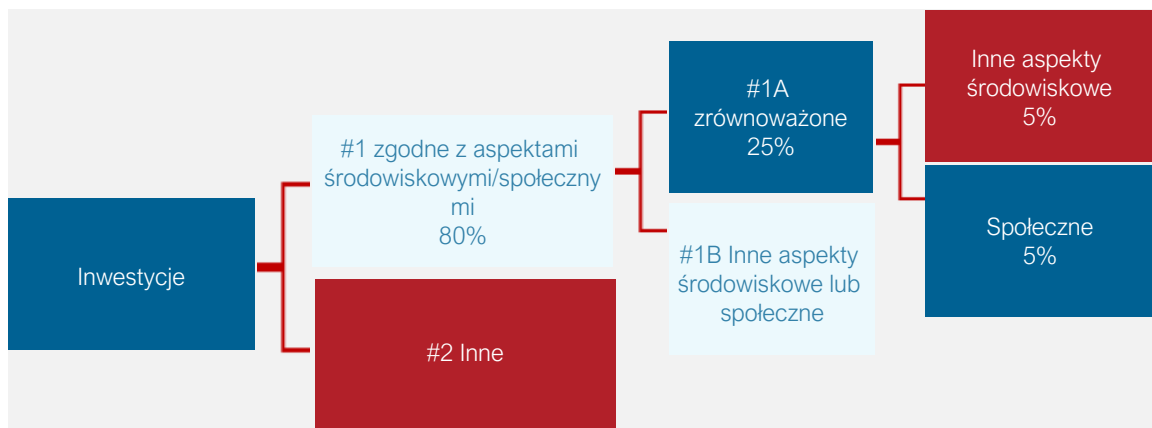 Inwestycje
#1 zgodne z aspektami
środowiskowymi/społeczny
mi
80%
#2 Inne
#1A
zrównoważone
25%
#1B Inne aspekty
środowiskowe lub
społeczne
Inne aspekty
środowiskowe
5%
Społeczne
5%